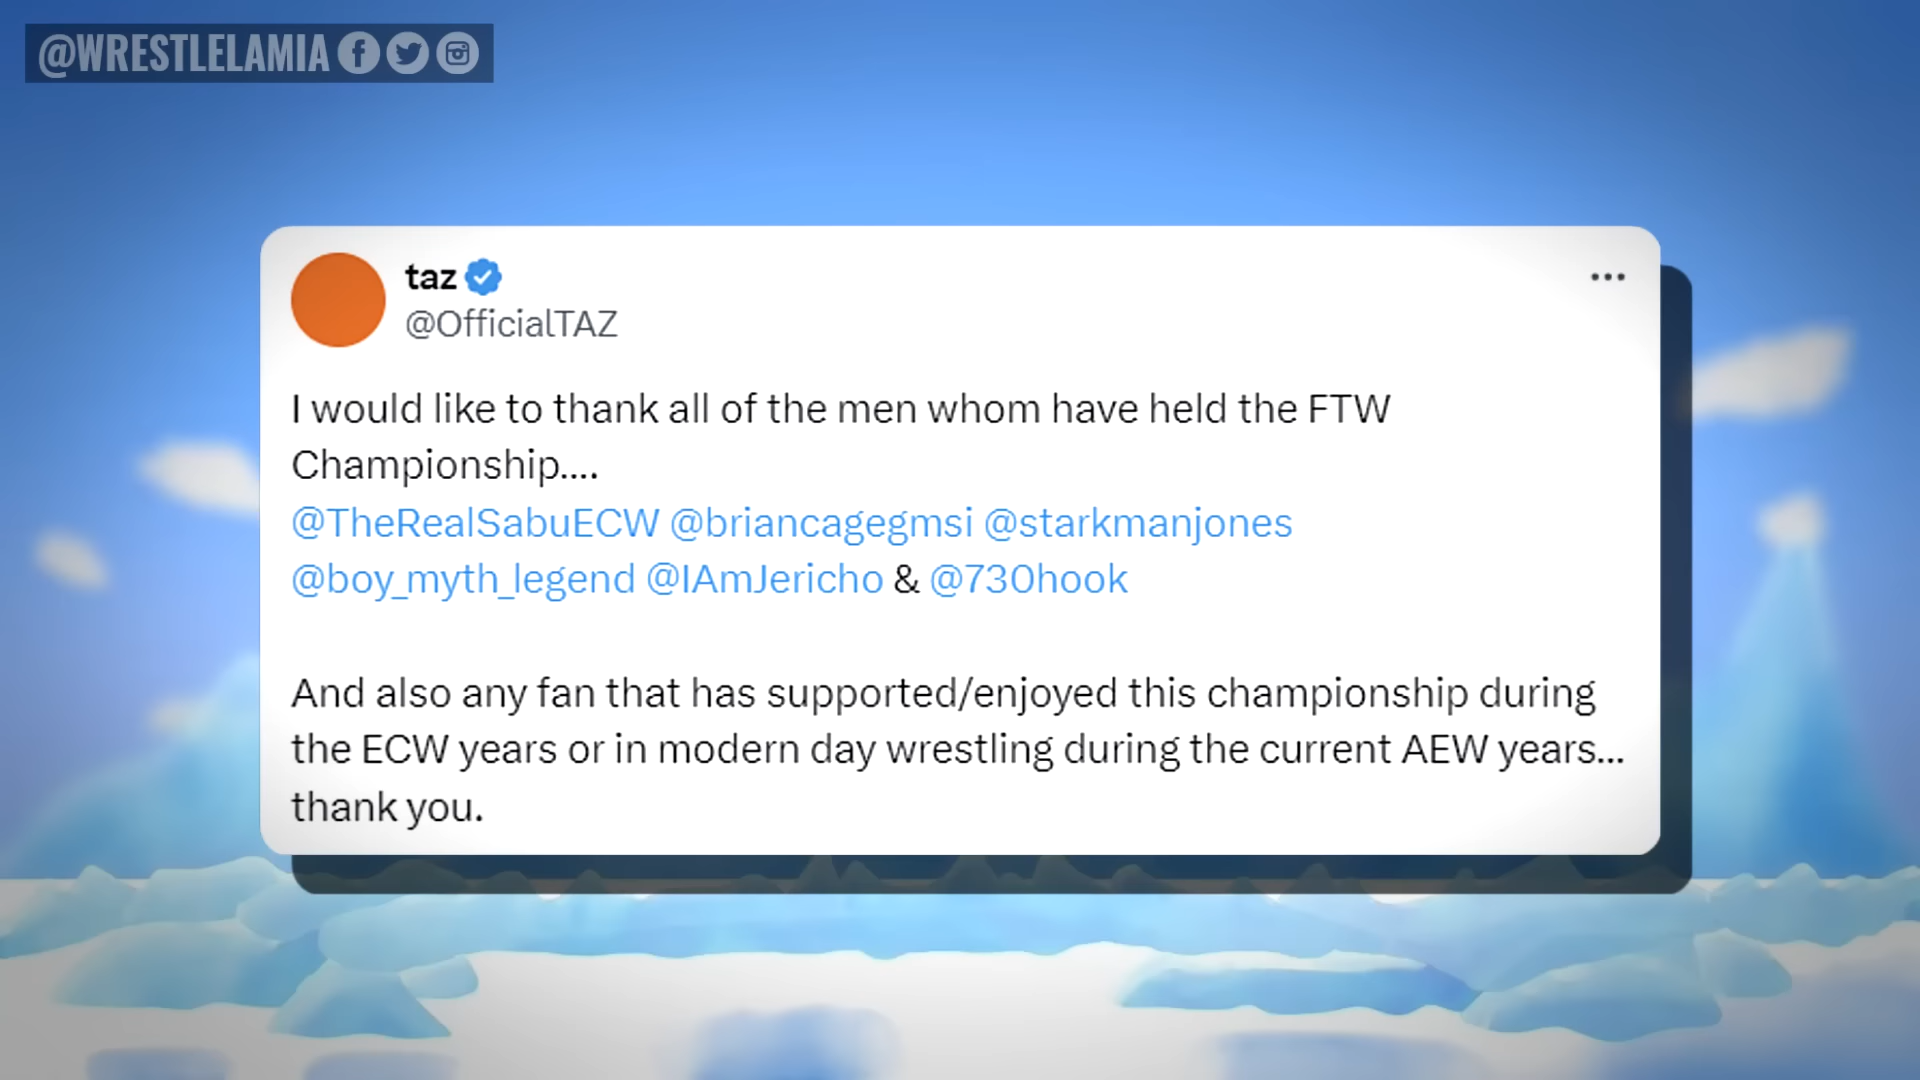 @WRESTLELAMIA
taz
@OfficialTAZ
I would like to thank all of the men whom have held the FTW
Championship....
@TheRealSabuECW @briancagegmsi @starkmanjones
@boy_myth_legend @IAmJericho & @730hook
And also any fan that has supported/enjoyed this championship during
the ECW years or in modern day wrestling during the current AEW years...
thank you.